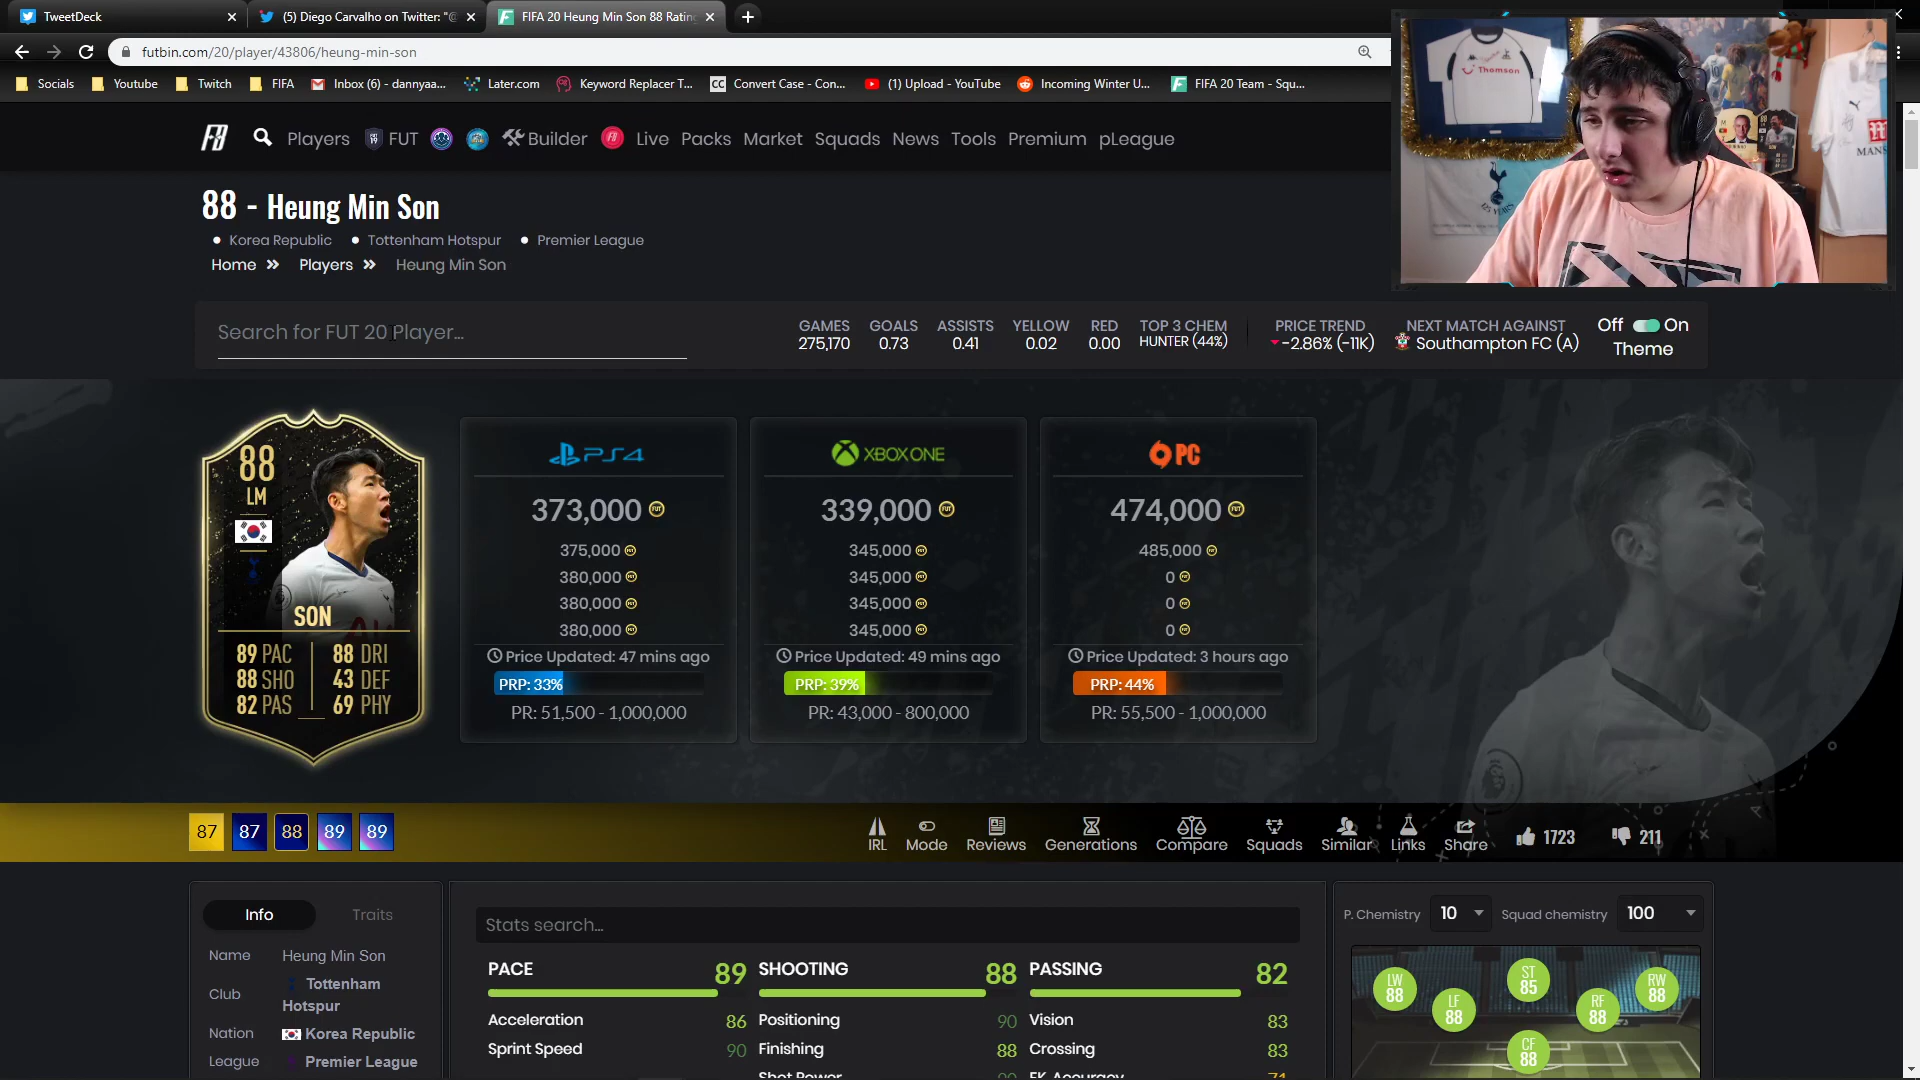 TweetDeck
(5) Diego Carvalho on Twitter: "@
FIFA 20 Heung Min Son 88 Rating
futbin.com/20/player/43806/heung-min-son
Socials
Youtube
Twitch
FIFA
Inbox (6) - dannyaa...
Later.com
Keyword Replacer T...
CC Convert Case - Con...
(1) Upload - YouTube
Incoming Winter U...
FIFA 20 Team - Squ...
Thomson
MANS
125 YEARS
Players
FUT
Builder
Live
Packs
Market
Squads
News
Tools
Premium
pLeague
88 - Heung Min Son
Korea Republic
Tottenham Hotspur
Premier League
Home
Players
Heung Min Son
Search for FUT 20 Player...
GAMES
GOALS
ASSISTS
YELLOW
RED
TOP 3 CHEM
PRICE TREND
NEXT MATCH AGAINST
275,170
0.73
0.41
0.02
0.00
HUNTER (44%)
-2.86% (-11K)
Southampton FC (A)
Off On
Theme
88
LM
SON
89 PAC 88 DRI
88 SHO 43 DEF
82 PAS 69 PHY
PS4
373,000
375,000
380,000
380,000
380,000
Price Updated: 47 mins ago
PRP: 33%
PR: 51,500 - 1,000,000
XBOX ONE
339,000
345,000
345,000
345,000
345,000
Price Updated: 49 mins ago
PRP: 39%
PR: 43,000 - 800,000
PC
474,000
485,000
0
0
0
Price Updated: 3 hours ago
PRP: 44%
PR: 55,500 - 1,000,000
87
87
88
89
89
IRL
Mode
Reviews
Generations
Compare
Squads
Similar
Links
Share
1723
211
Info
Traits
Name Heung Min Son
Club Tottenham
Hotspur
Nation Korea Republic
League Premier League
Stats search...
PACE 89
Acceleration 86
Sprint Speed 90
SHOOTING 88
Positioning 90
Finishing 88
Shot Power 90
PASSING 82
Vision 83
Crossing 83
FK Accuracy 71
P. Chemistry 10
Squad chemistry 100
LW
88
LF
88
ST
85
RF
88
RW
88
CF
88